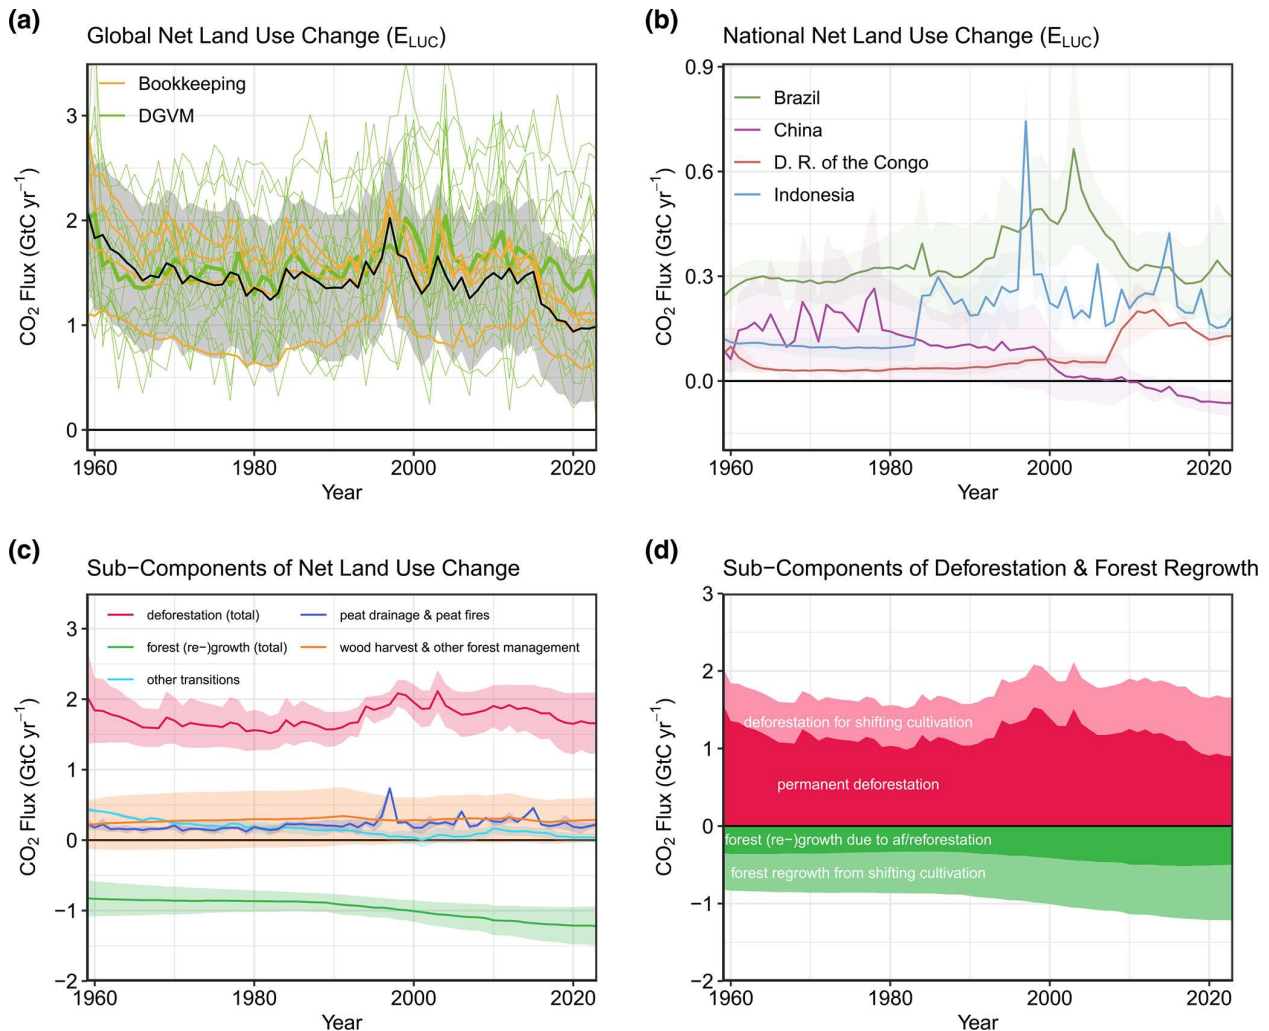 (a)
Global Net Land Use Change (E_LUC)
Bookkeeping
DGVM
3
2
1
0
CO₂ Flux (GtC yr⁻¹)
1960 1980 2000 2020
Year
(b)
National Net Land Use Change (E_LUC)
Brazil
China
D. R. of the Congo
Indonesia
0.9
0.6
0.3
0.0
CO₂ Flux (GtC yr⁻¹)
1960 1980 2000 2020
Year
(c)
Sub−Components of Net Land Use Change
deforestation (total)
forest (re−)growth (total)
other transitions
peat drainage & peat fires
wood harvest & other forest management
3
2
1
0
−1
−2
CO₂ Flux (GtC yr⁻¹)
1960 1980 2000 2020
Year
(d)
Sub−Components of Deforestation & Forest Regrowth
3
2
1
0
−1
−2
CO₂ Flux (GtC yr⁻¹)
deforestation for shifting cultivation
permanent deforestation
forest (re−)growth due to af/reforestation
forest regrowth from shifting cultivation
1960 1980 2000 2020
Year